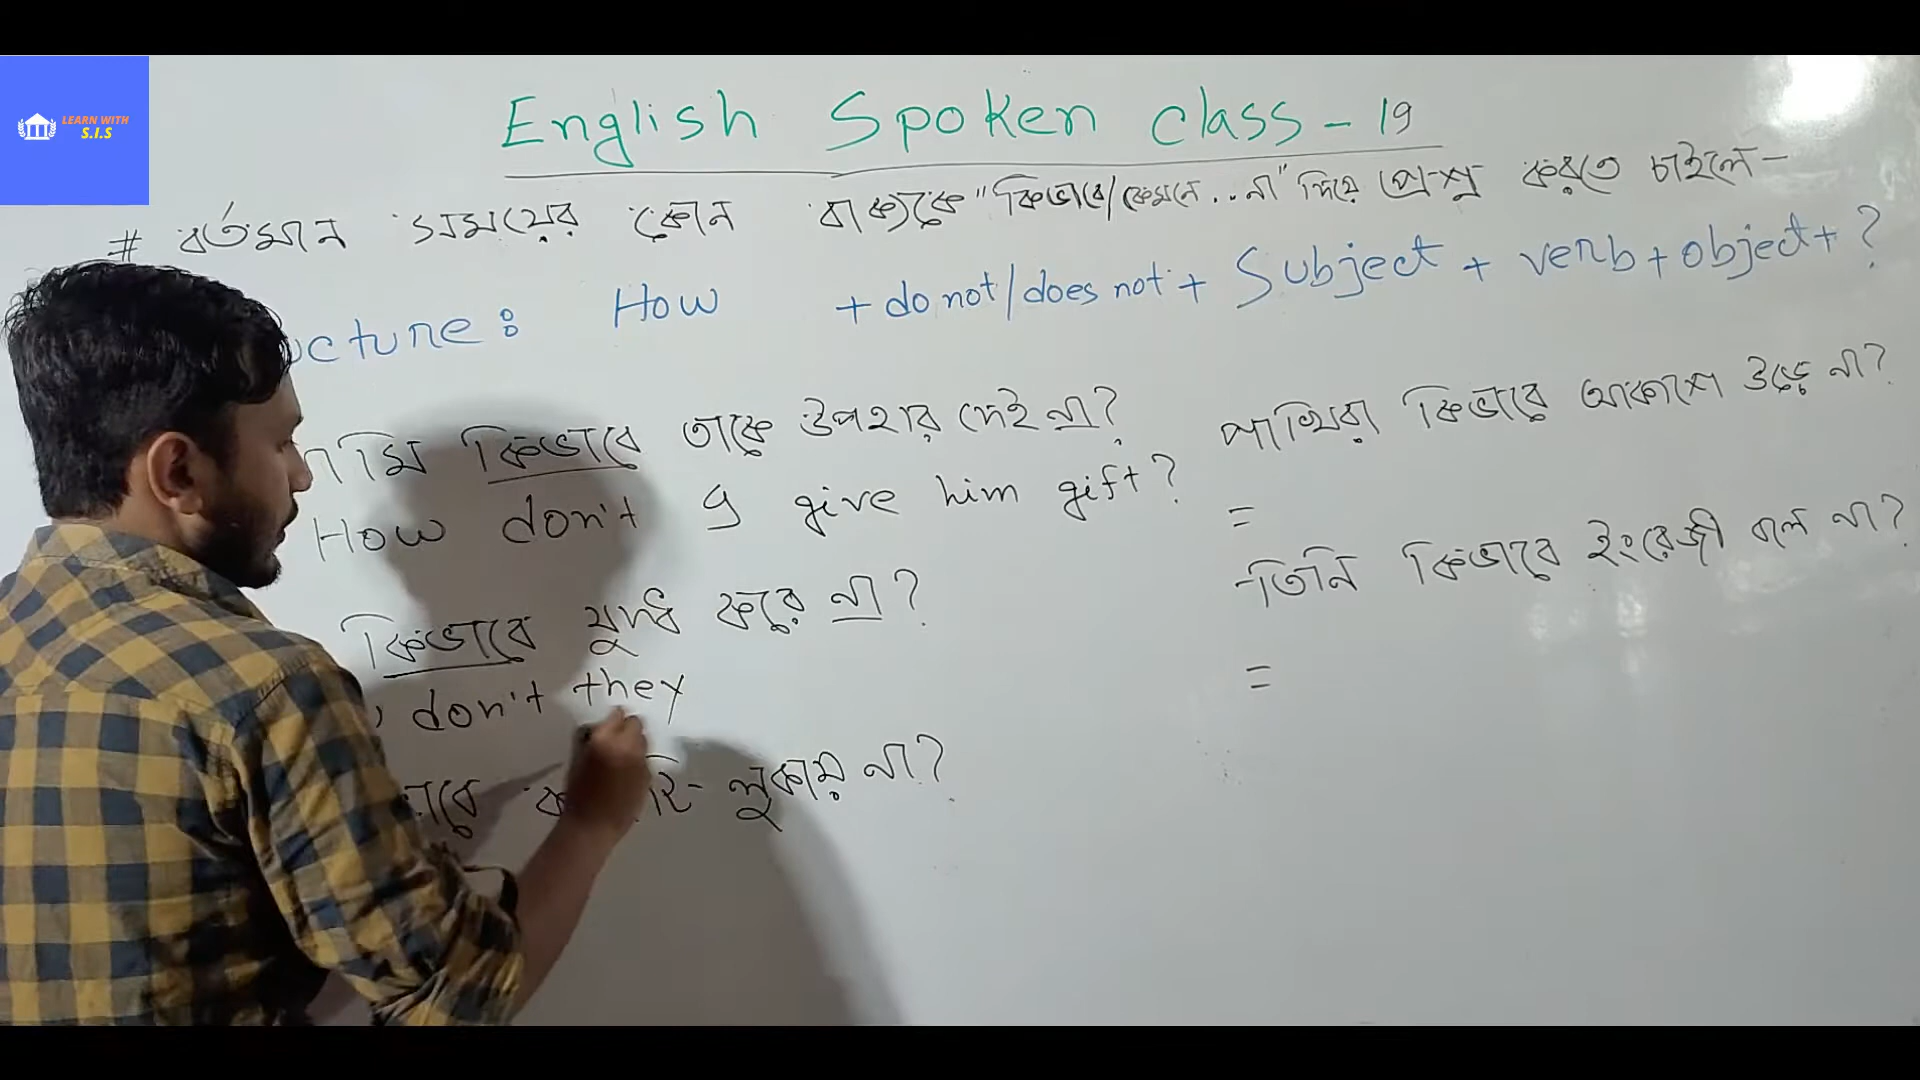 LEARN WITH
S.I.S
English Spoken class - 19
# বর্তমান সময়ের কোন বাক্যকে "কিভাবে/কেমনে...না" দিয়ে প্রশ্ন করতে চাইলে-
ucture: How + do not/does not + Subject + verb + object + ?
মি কিভাবে তাকে উপহার দেই না?
How don't I give him gift?
কিভাবে যুদ্ধ করে না?
don't they
লুকায় না?
পাখিরা কিভাবে আকাশে উড়ে না?
=
তিনি কিভাবে ইংরেজী বলে না?
=